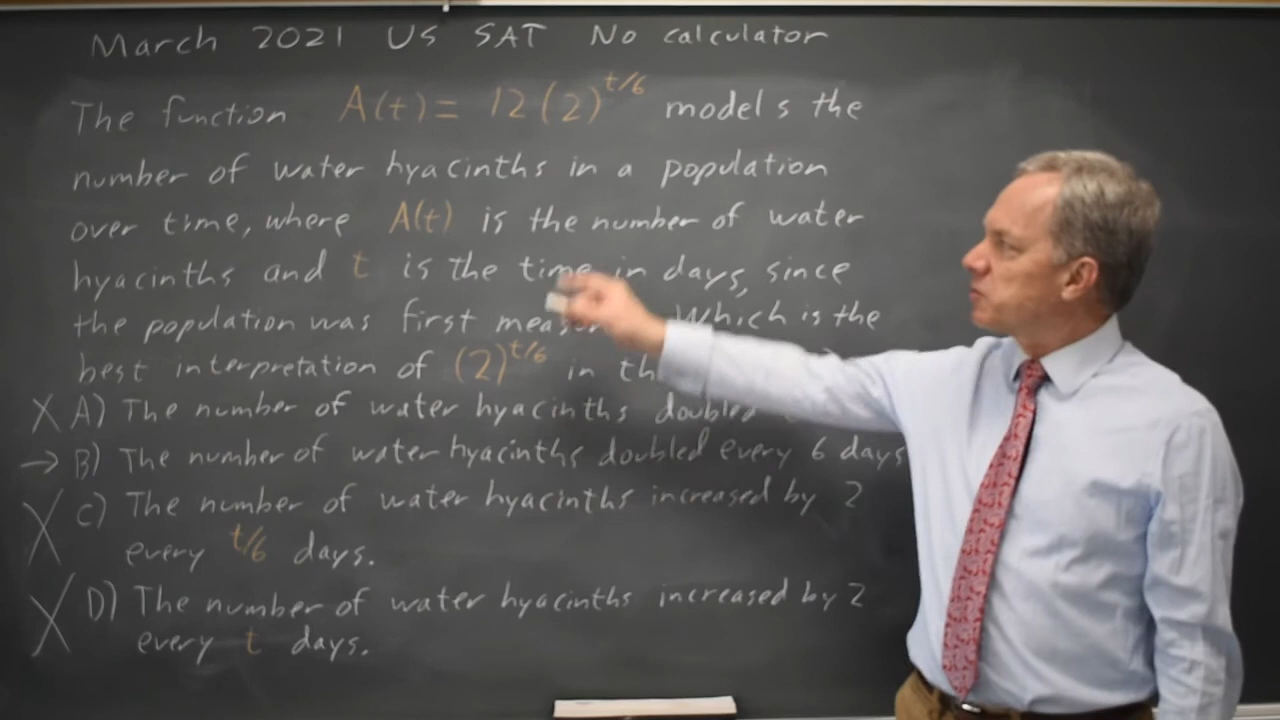 March 2021 US SAT No calculator
The function A(t) = 12(2)^t/6 models the
number of water hyacinths in a population
over time, where A(t) is the number of water
hyacinths and t is the time in days, since
the population was first Which is the
best interpretation of (2)^t/6 in
X A) The number of water hyacinths doubled
→ B) The number of water hyacinths doubled every 6 days
X C) The number of water hyacinths increased by 2
every t/6 days.
X D) The number of water hyacinths increased by 2
every t days.